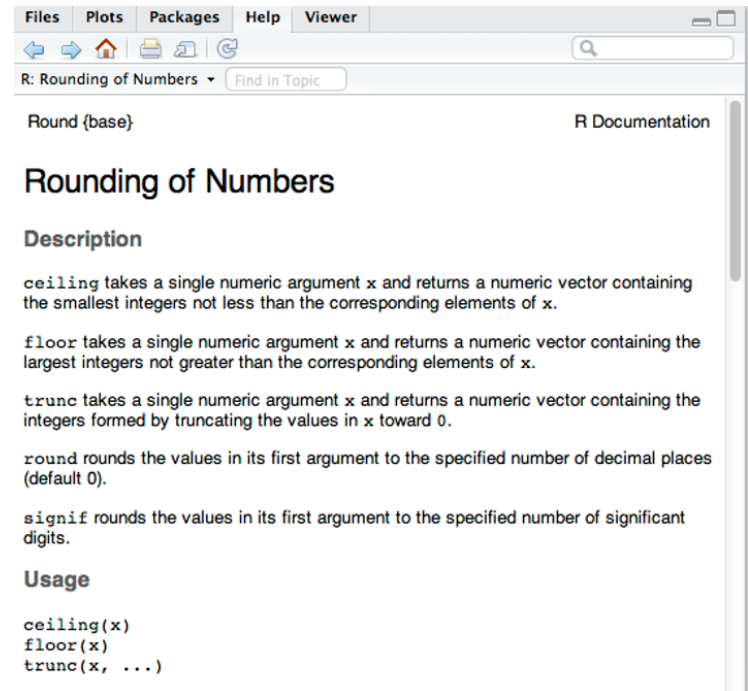 Files Plots Packages Help Viewer
R: Rounding of Numbers Find in Topic
Round {base} R Documentation
Rounding of Numbers
Description
ceiling takes a single numeric argument x and returns a numeric vector containing
the smallest integers not less than the corresponding elements of x.
floor takes a single numeric argument x and returns a numeric vector containing the
largest integers not greater than the corresponding elements of x.
trunc takes a single numeric argument x and returns a numeric vector containing the
integers formed by truncating the values in x toward 0.
round rounds the values in its first argument to the specified number of decimal places
(default 0).
signif rounds the values in its first argument to the specified number of significant
digits.
Usage
ceiling(x)
floor(x)
trunc(x, ...)